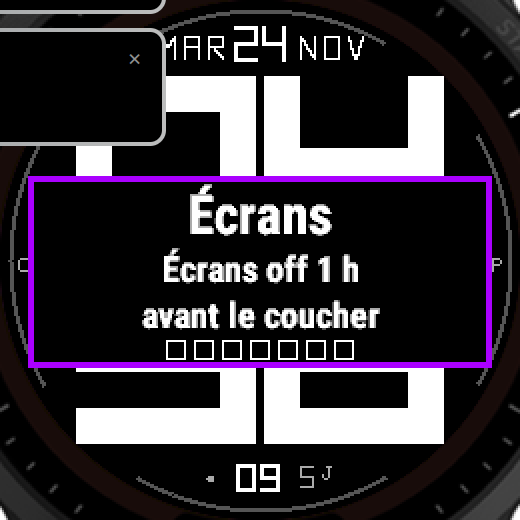 ×
MAR 24 NOV
Écrans
Écrans off 1 h
avant le coucher
09 5J